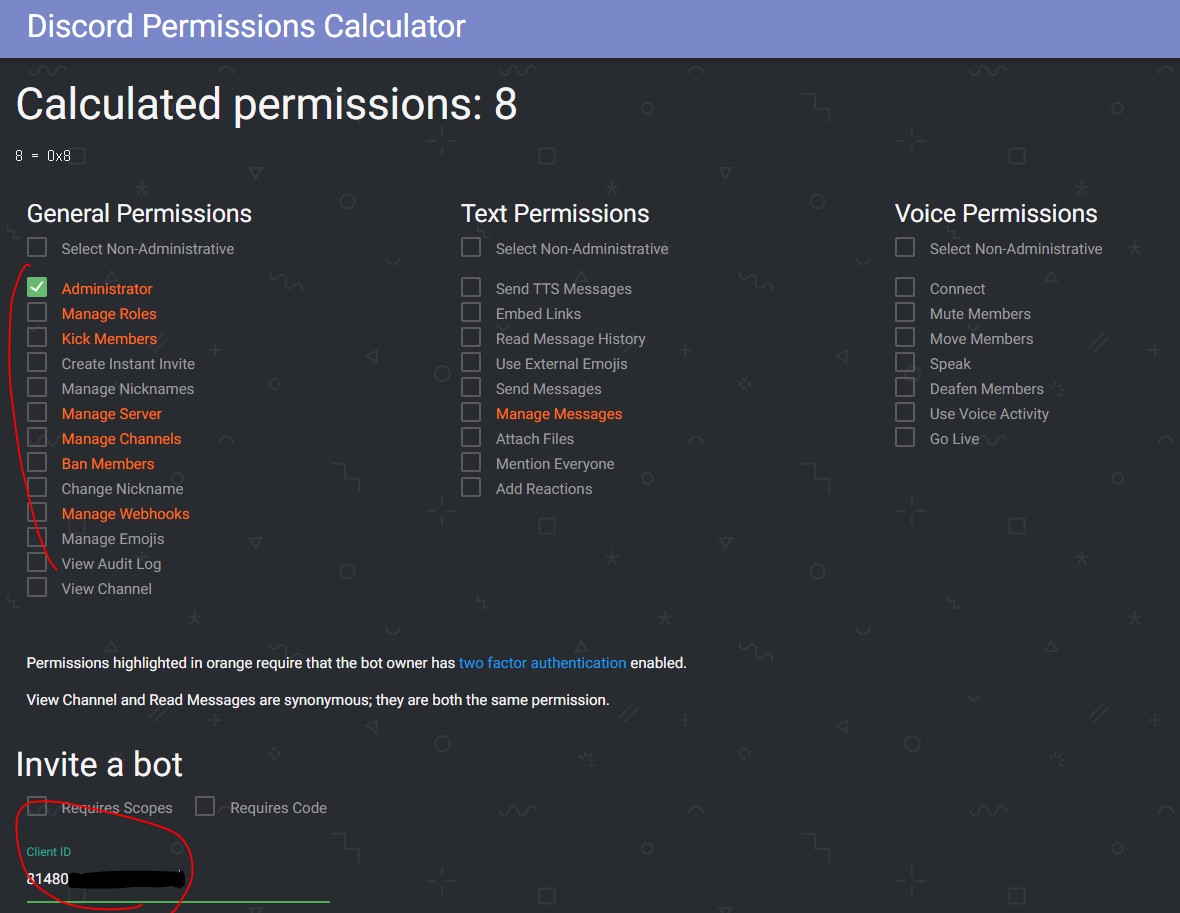 Discord Permissions Calculator
Calculated permissions: 8
8 = 0x8
General Permissions
Select Non-Administrative
Administrator
Manage Roles
Kick Members
Create Instant Invite
Manage Nicknames
Manage Server
Manage Channels
Ban Members
Change Nickname
Manage Webhooks
Manage Emojis
View Audit Log
View Channel
Text Permissions
Select Non-Administrative
Send TTS Messages
Embed Links
Read Message History
Use External Emojis
Send Messages
Manage Messages
Attach Files
Mention Everyone
Add Reactions
Voice Permissions
Select Non-Administrative
Connect
Mute Members
Move Members
Speak
Deafen Members
Use Voice Activity
Go Live
Permissions highlighted in orange require that the bot owner has two factor authentication enabled.
View Channel and Read Messages are synonymous; they are both the same permission.
Invite a bot
Requires Scopes Requires Code
Client ID
81480